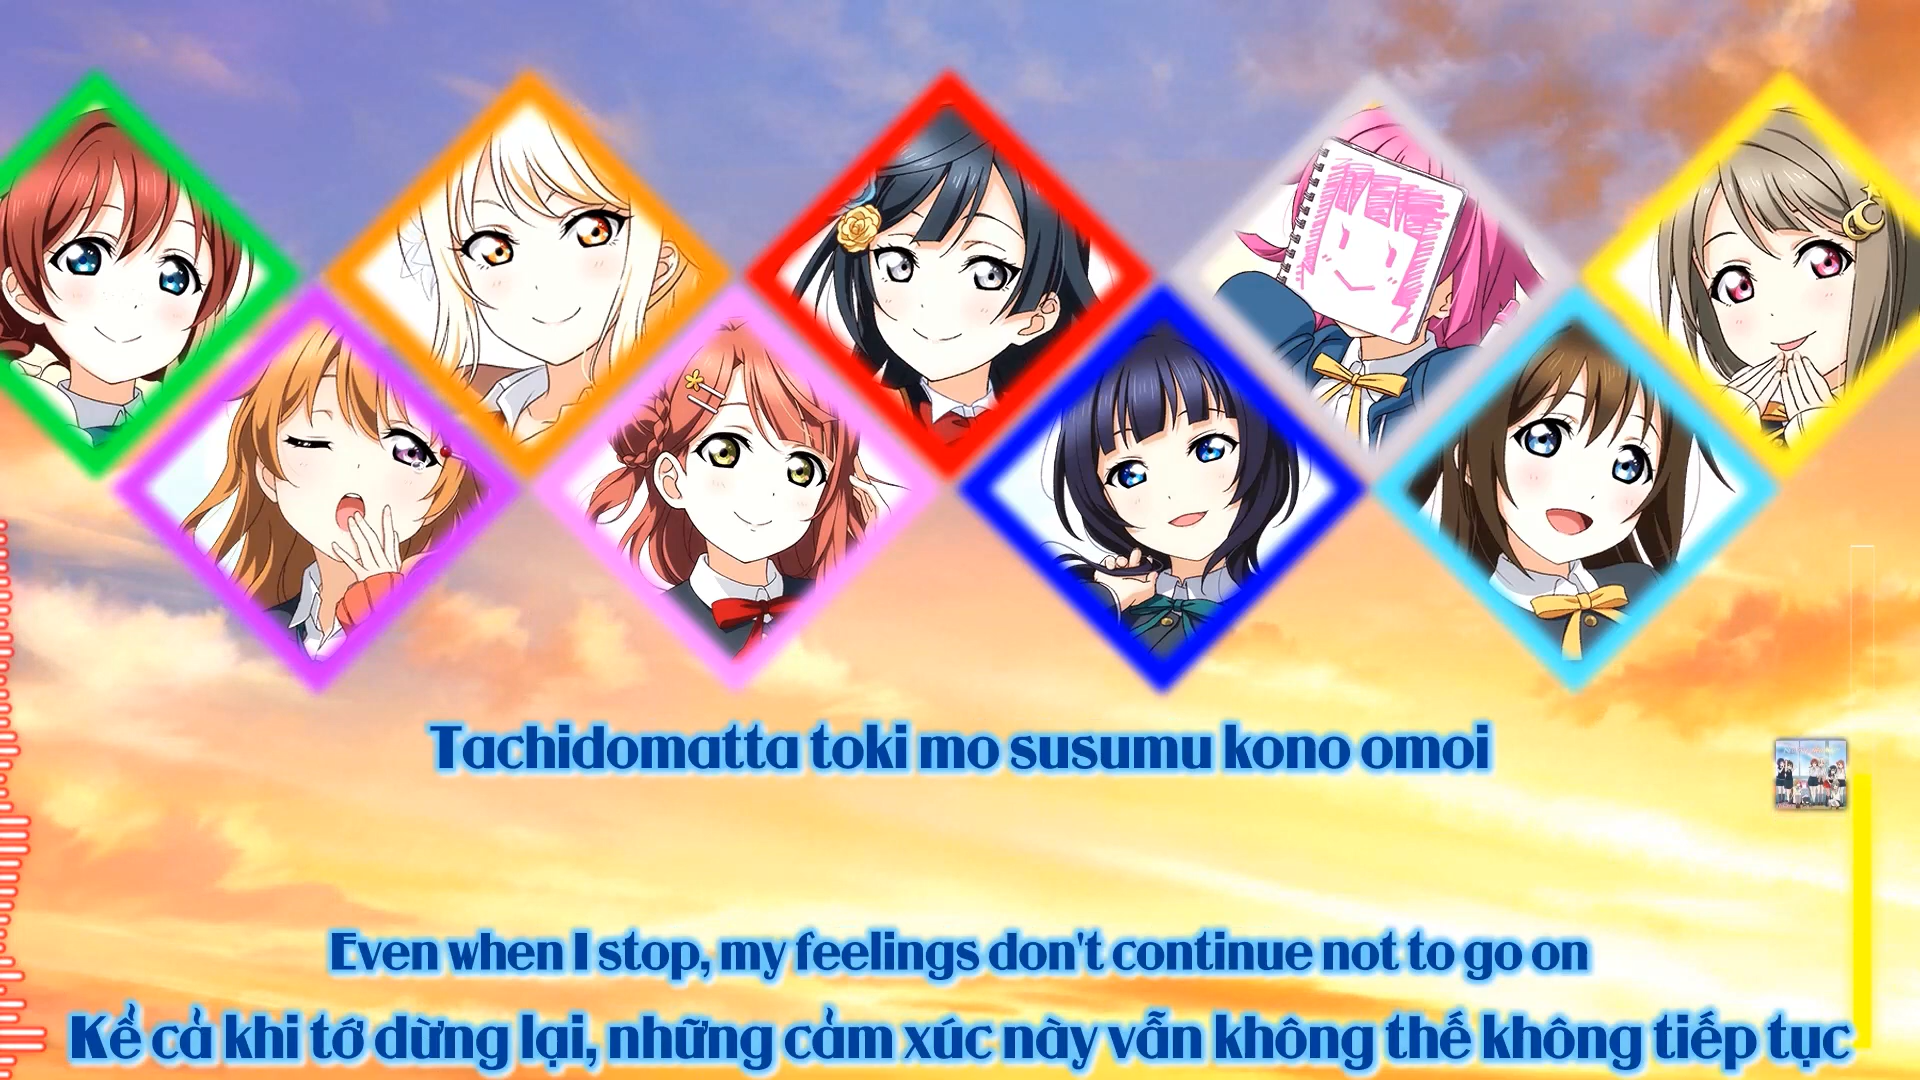 Tachidomatta toki mo susumu kono omoi
Even when I stop, my feelings don't continue not to go on
Kể cả khi tớ dừng lại, những cảm xúc này vẫn không thế không tiếp tục